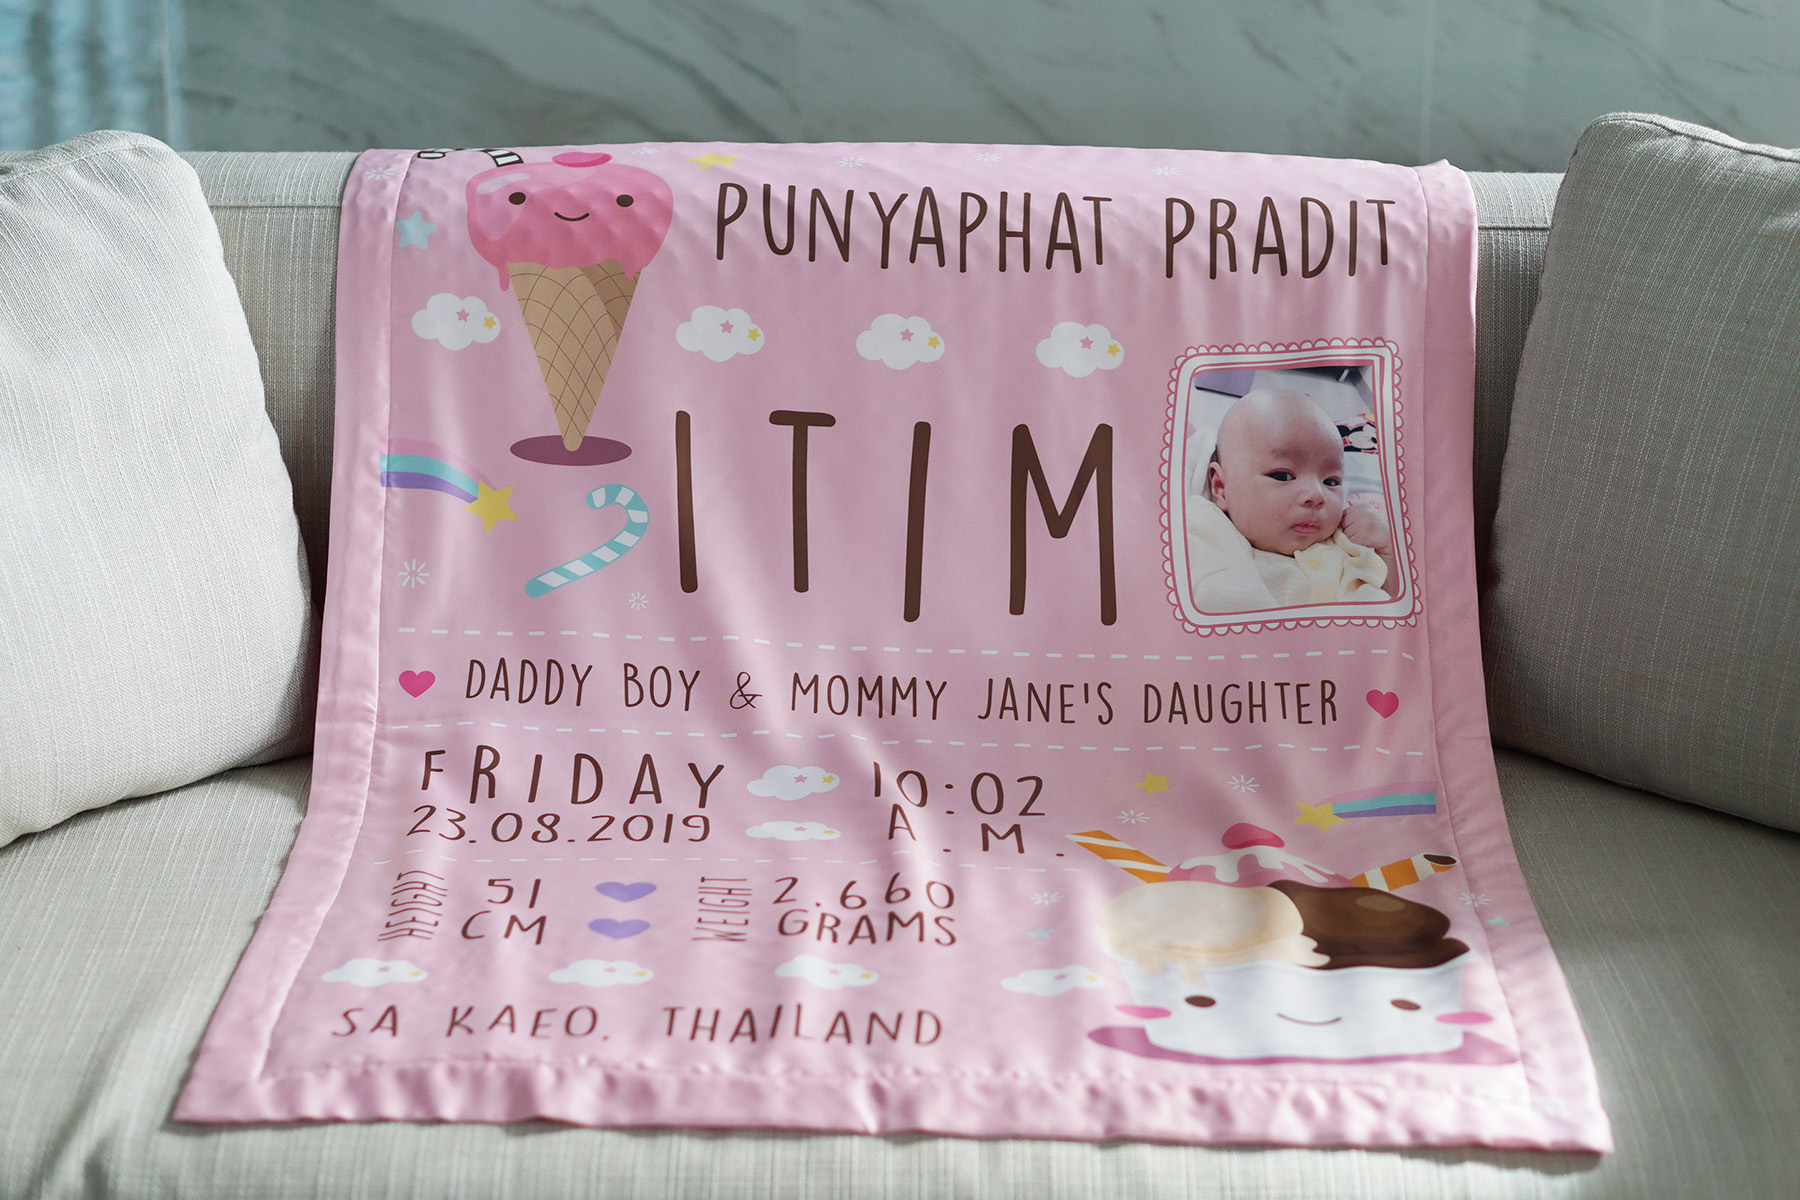 PUNYAPHAT PRADIT
ITIM
DADDY BOY & MOMMY JANE'S DAUGHTER
FRIDAY
23.08.2019
10:02
A.M.
HEIGHT
51
CM
WEIGHT
2.660
GRAMS
SA KAEO, THAILAND